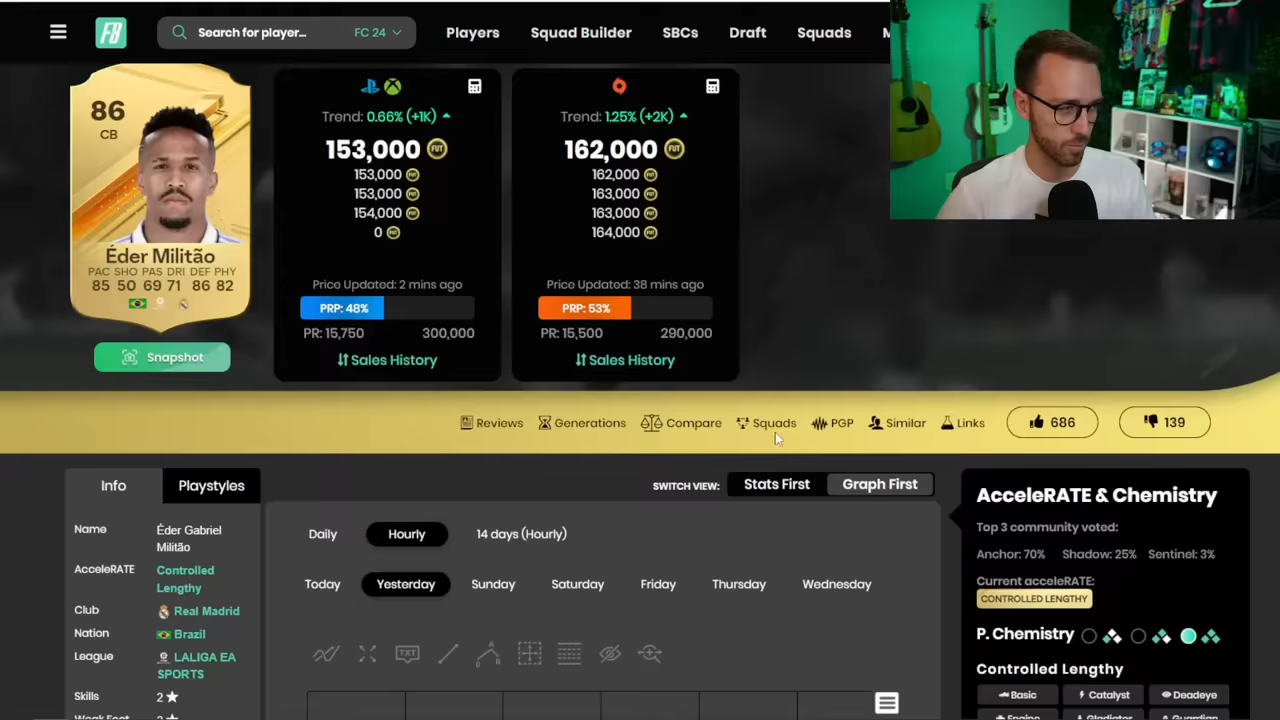 FB
Search for player...
FC 24
Players
Squad Builder
SBCs
Draft
Squads
M
86
CB
Éder Militão
PAC SHO PAS DRI DEF PHY
85 50 69 71 86 82
Snapshot
Trend: 0.66% (+1K)
153,000 FUT
153,000
153,000
154,000
0
Price Updated: 2 mins ago
PRP: 48%
PR: 15,750
300,000
Sales History
Trend: 1.25% (+2K)
162,000 FUT
162,000
163,000
163,000
164,000
Price Updated: 38 mins ago
PRP: 53%
PR: 15,500
290,000
Sales History
Reviews
Generations
Compare
Squads
PGP
Similar
Links
686
139
Info
Playstyles
Name
Éder Gabriel
Militão
AcceleRATE
Controlled
Lengthy
Club
Real Madrid
Nation
Brazil
League
LALIGA EA
SPORTS
Skills
2
SWITCH VIEW:
Stats First
Graph First
Daily
Hourly
14 days (Hourly)
Today
Yesterday
Sunday
Saturday
Friday
Thursday
Wednesday
TXT
AcceleRATE & Chemistry
Top 3 community voted:
Anchor: 70% Shadow: 25% Sentinel: 3%
Current acceleRATE:
CONTROLLED LENGTHY
P. Chemistry
Controlled Lengthy
Basic
Catalyst
Deadeye
Engine
Gladiator
Guardian